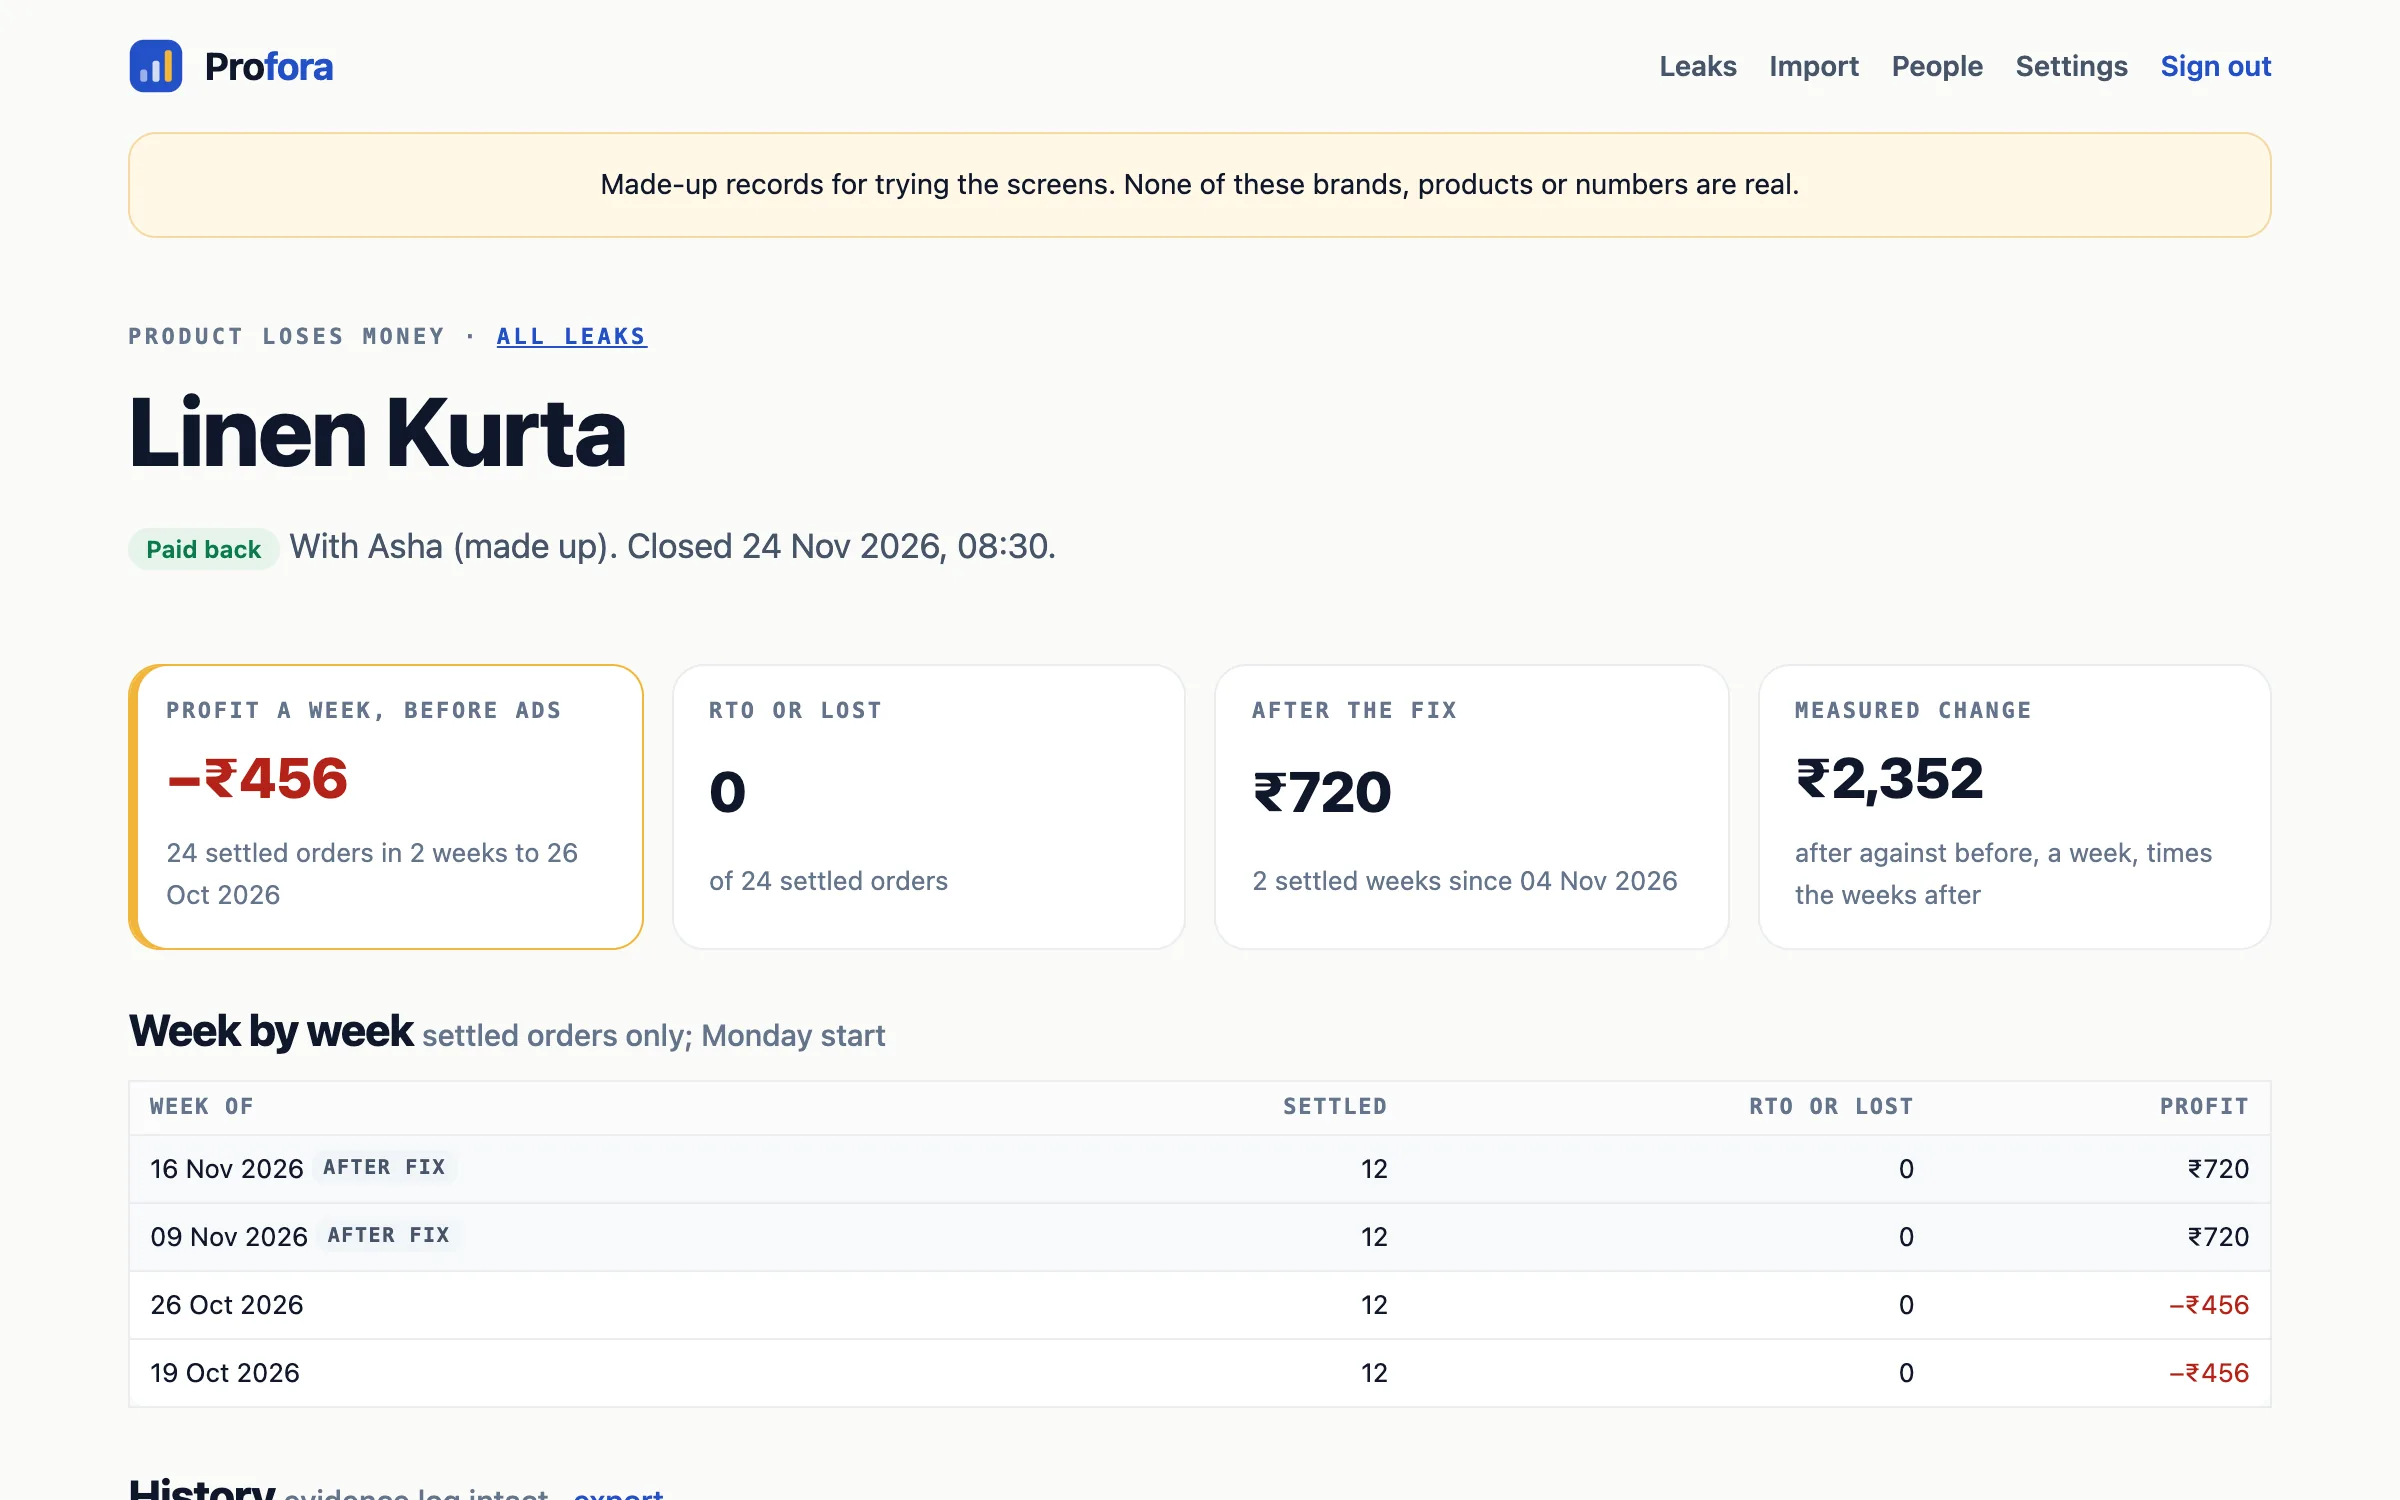 Profora
Leaks Import People Settings Sign out
Made-up records for trying the screens. None of these brands, products or numbers are real.
PRODUCT LOSES MONEY · ALL LEAKS
Linen Kurta
Paid back With Asha (made up). Closed 24 Nov 2026, 08:30.
PROFIT A WEEK, BEFORE ADS
–₹456
24 settled orders in 2 weeks to 26
Oct 2026
RTO OR LOST
0
of 24 settled orders
AFTER THE FIX
₹720
2 settled weeks since 04 Nov 2026
MEASURED CHANGE
₹2,352
after against before, a week, times
the weeks after
Week by week settled orders only; Monday start
WEEK OF SETTLED RTO OR LOST PROFIT
16 Nov 2026 AFTER FIX 12 0 ₹720
09 Nov 2026 AFTER FIX 12 0 ₹720
26 Oct 2026 12 0 –₹456
19 Oct 2026 12 0 –₹456
History evidence log intact · export